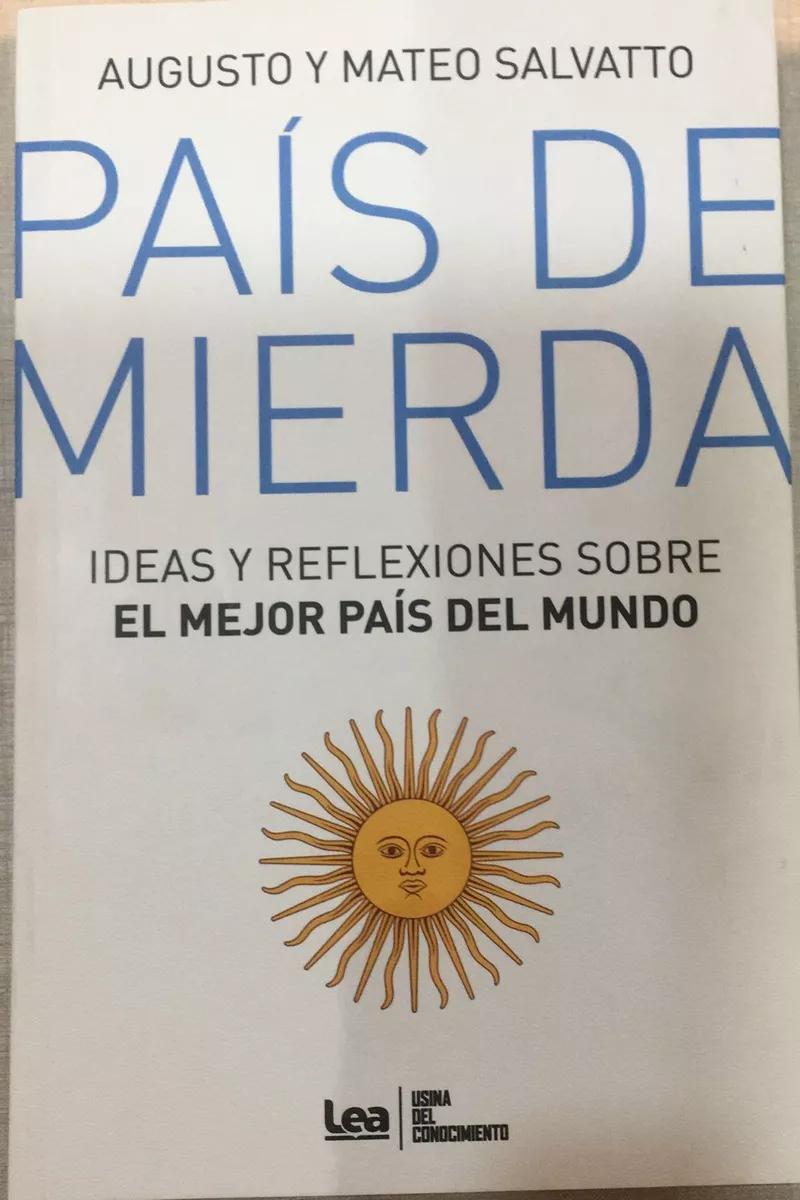 AUGUSTO Y MATEO SALVATTO
PAÍS DE
MIERDA
IDEAS Y REFLEXIONES SOBRE
EL MEJOR PAÍS DEL MUNDO
Lea
USINA
DEL
CONOCIMIENTO